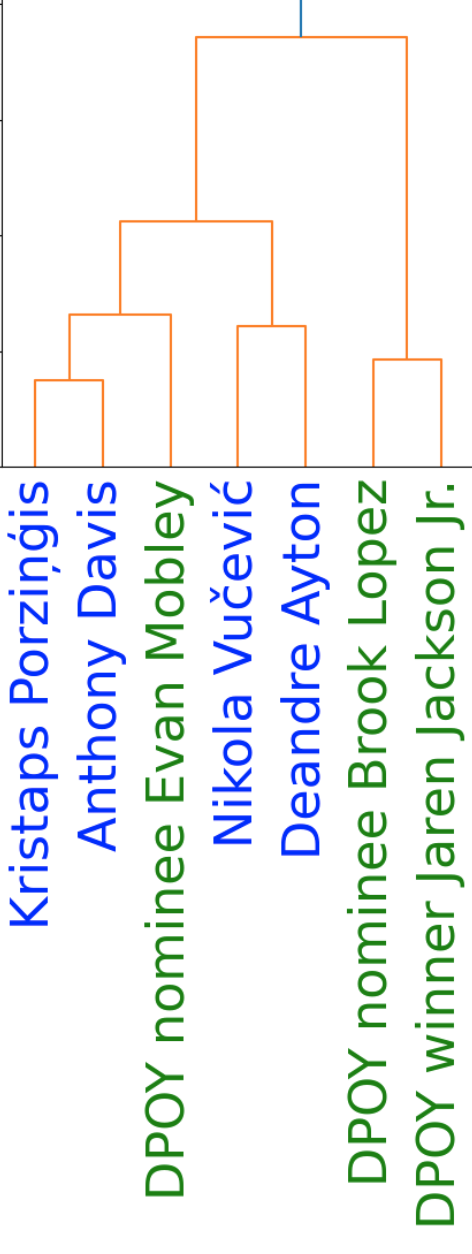 Kristaps Porziņģis
Anthony Davis
DPOY nominee Evan Mobley
Nikola Vučević
Deandre Ayton
DPOY nominee Brook Lopez
DPOY winner Jaren Jackson Jr.